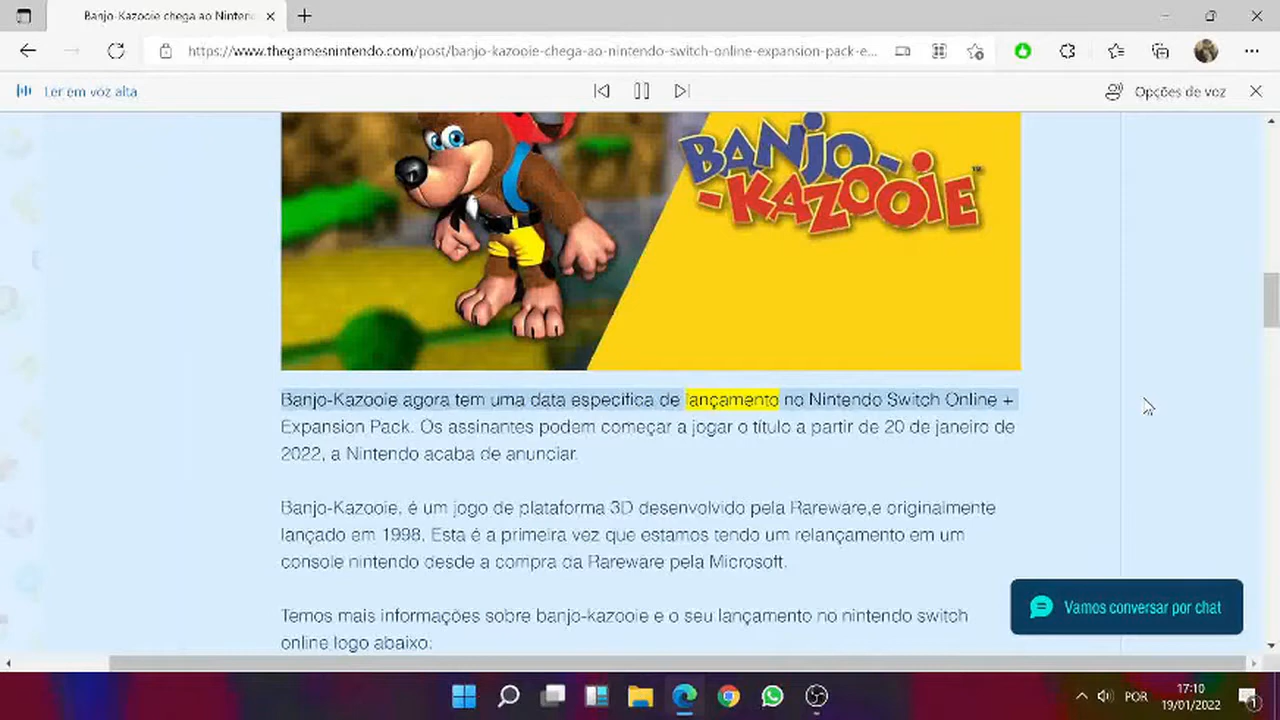 Banjo-Kazooie chega ao Nintend
https://www.thegamesnintendo.com/post/banjo-kazooie-chega-ao-nintendo-switch-online-expansion-pack-e...
Ler em voz alta
Opções de voz
BANJO-
-KAZOOIE™
Banjo-Kazooie agora tem uma data específica de lançamento no Nintendo Switch Online +
Expansion Pack. Os assinantes podem começar a jogar o título a partir de 20 de janeiro de
2022, a Nintendo acaba de anunciar.
Banjo-Kazooie, é um jogo de plataforma 3D desenvolvido pela Rareware,e originalmente
lançado em 1998, Esta é a primeira vez que estamos tendo um relançamento em um
console nintendo desde a compra da Rareware pela Microsoft.
Temos mais informações sobre banjo-kazooie e o seu lançamento no nintendo switch
online logo abaixo:
Vamos conversar por chat
POR
17:10
19/01/2022
1